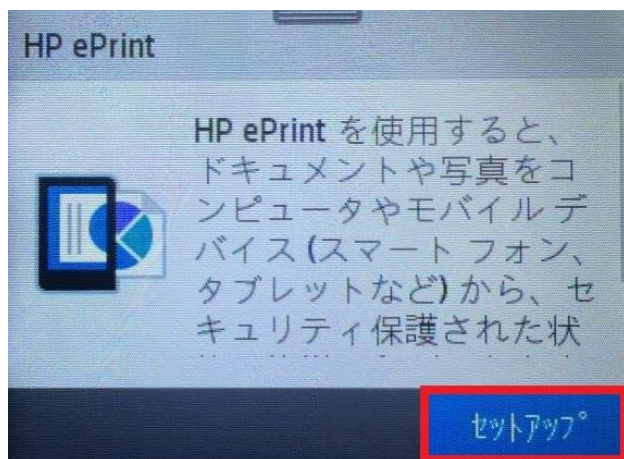 HP ePrint
HP ePrint を使用すると、
ドキュメントや写真をコ
ンピュータやモバイル デ
バイス (スマート フォン、
タブレットなど) から、セ
キュリティ保護された状
ｾｯﾄｱｯﾌﾟ